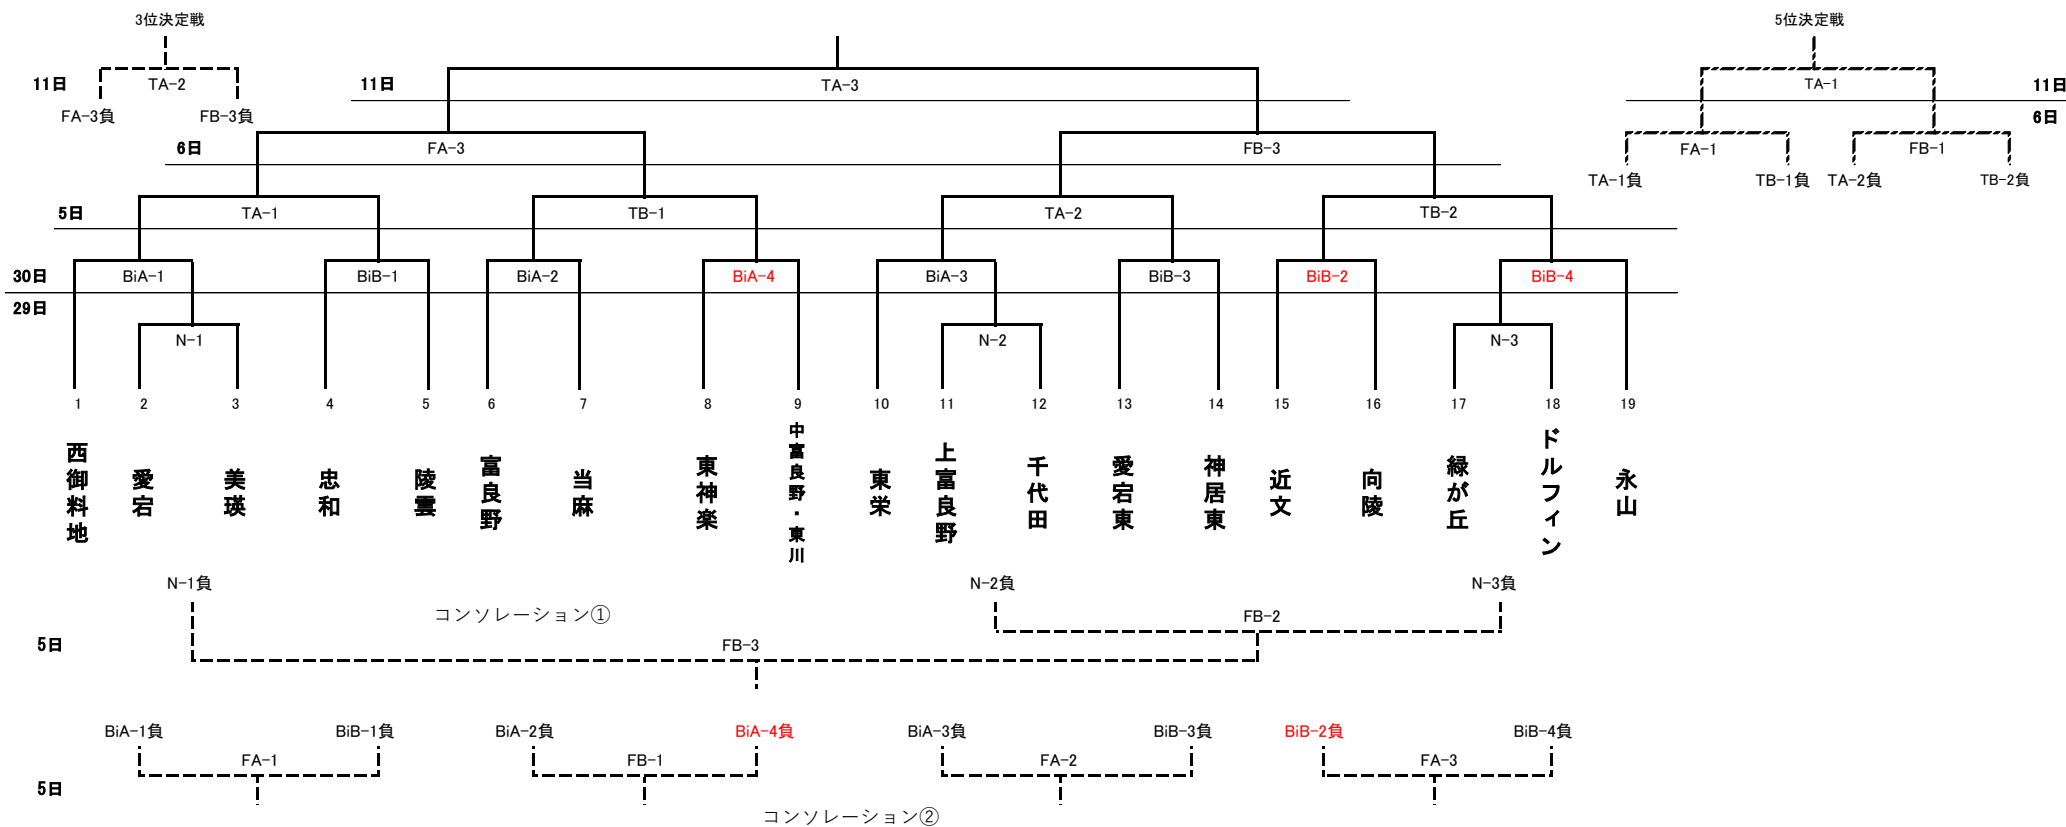 3位決定戦
5位決定戦
11日
TA-2
11日
TA-3
TA-1
11日
FA-3負
FB-3負
6日
6日
FA-3
FB-3
FA-1
FB-1
TA-1負
TB-1負
TA-2負
TB-2負
5日
TA-1
TB-1
TA-2
TB-2
30日
BiA-1
BiB-1
BiA-2
BiA-4
BiA-3
BiB-3
BiB-2
BiB-4
29日
N-1
N-2
N-3
1
2
3
4
5
6
7
8
9
10
11
12
13
14
15
16
17
18
19
西御料地
愛宕
美瑛
忠和
陵雲
富良野
当麻
東神楽
中富良野・東川
東栄
上富良野
千代田
愛宕東
神居東
近文
向陵
緑が丘
ドルフィン
永山
N-1負
N-2負
N-3負
コンソレーション①
FB-2
5日
FB-3
BiA-1負
BiB-1負
BiA-2負
BiA-4負
BiA-3負
BiB-3負
BiB-2負
BiB-4負
FA-1
FB-1
FA-2
FA-3
5日
コンソレーション②